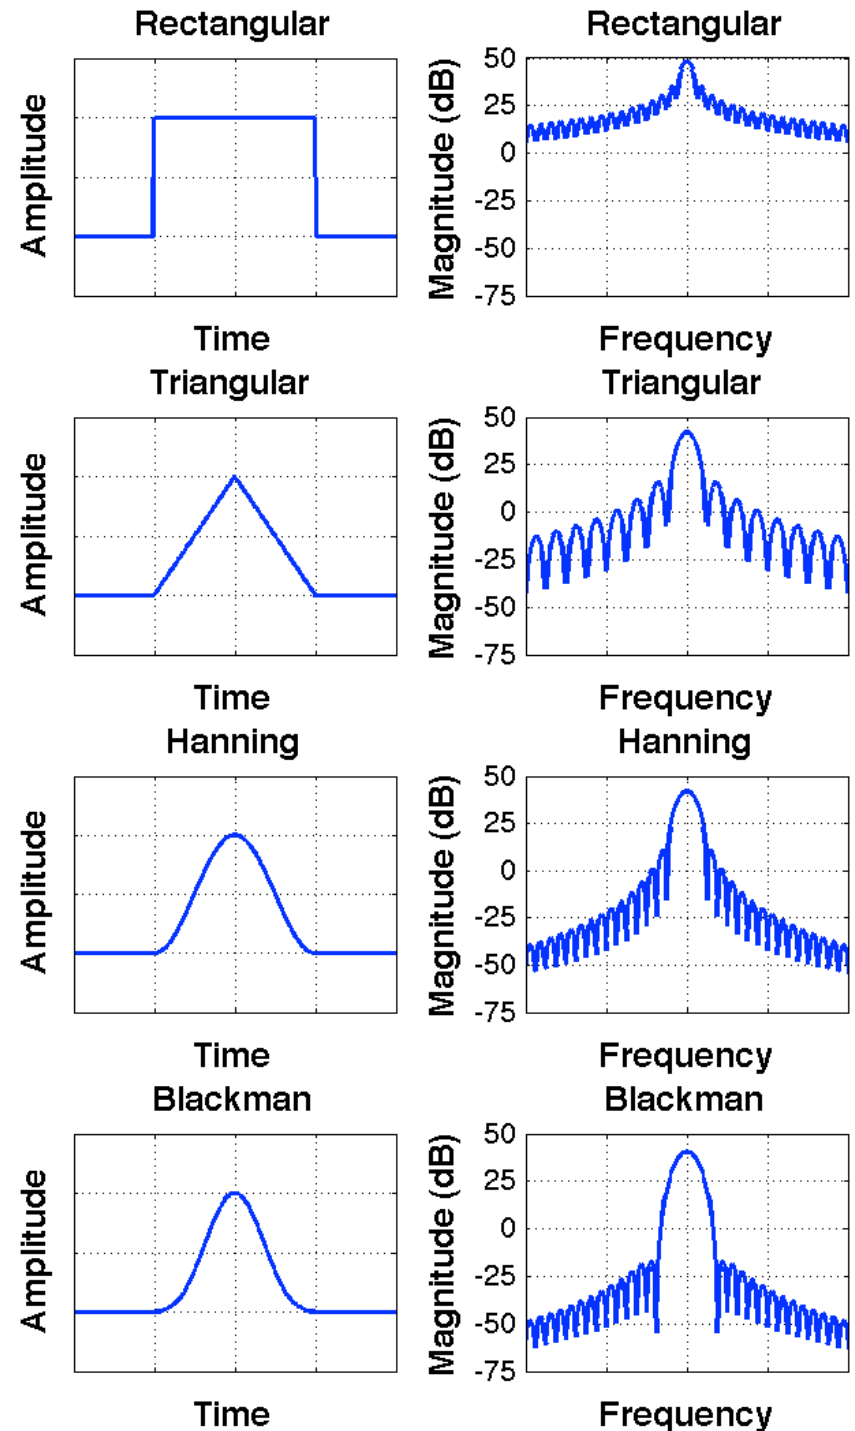 Rectangular
Rectangular
Amplitude
Magnitude (dB)
50
25
0
-25
-50
-75
Time
Frequency
Triangular
Triangular
Amplitude
Magnitude (dB)
50
25
0
-25
-50
-75
Time
Frequency
Hanning
Hanning
Amplitude
Magnitude (dB)
50
25
0
-25
-50
-75
Time
Frequency
Blackman
Blackman
Amplitude
Magnitude (dB)
50
25
0
-25
-50
-75
Time
Frequency